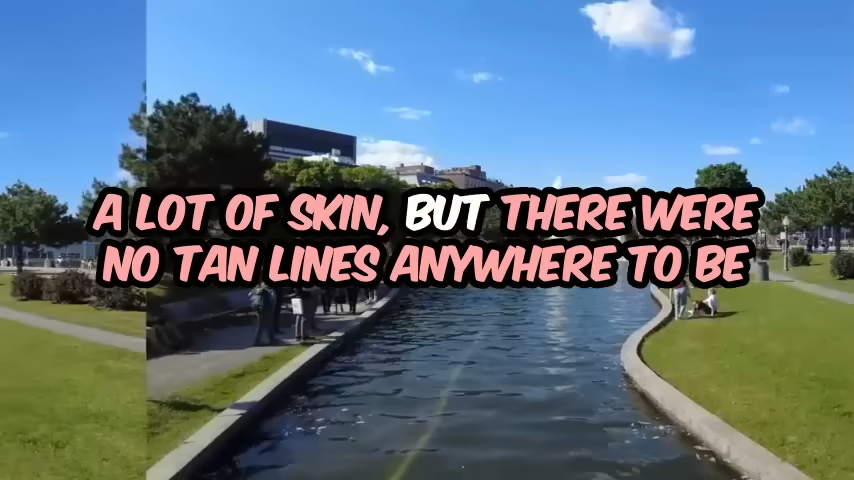 A LOT OF SKIN, BUT THERE WERE
NO TAN LINES ANYWHERE TO BE